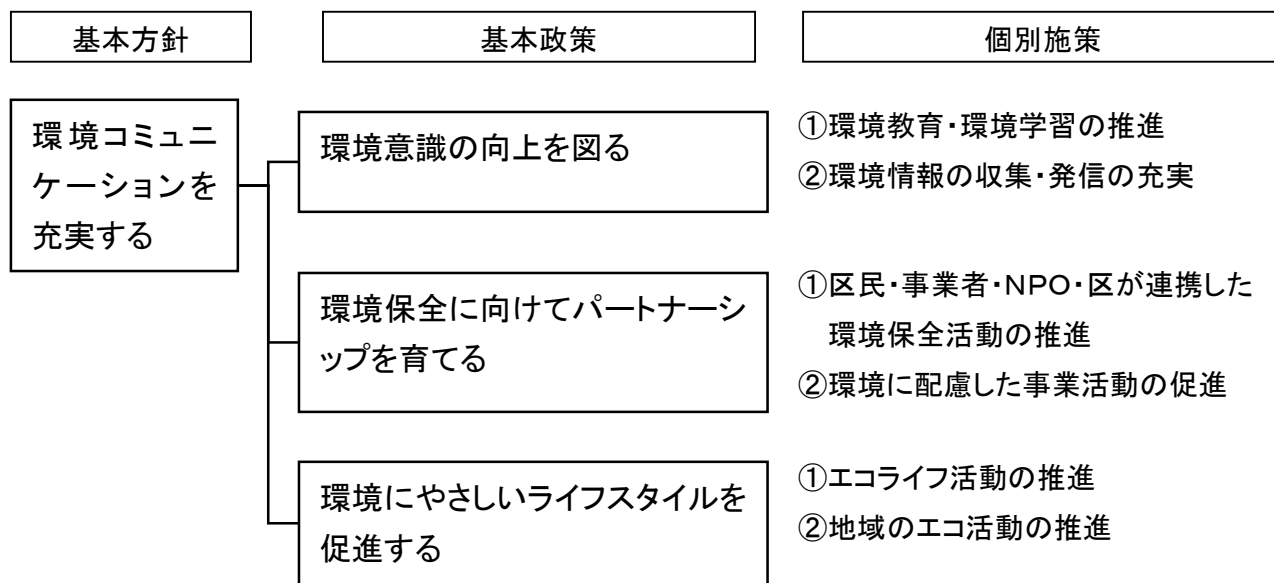 基本方針
基本政策
個別施策
環境コミュニ
ケーションを
充実する
環境意識の向上を図る
①環境教育・環境学習の推進
②環境情報の収集・発信の充実
環境保全に向けてパートナーシ
ップを育てる
①区民・事業者・NPO・区が連携した
環境保全活動の推進
②環境に配慮した事業活動の促進
環境にやさしいライフスタイルを
促進する
①エコライフ活動の推進
②地域のエコ活動の推進